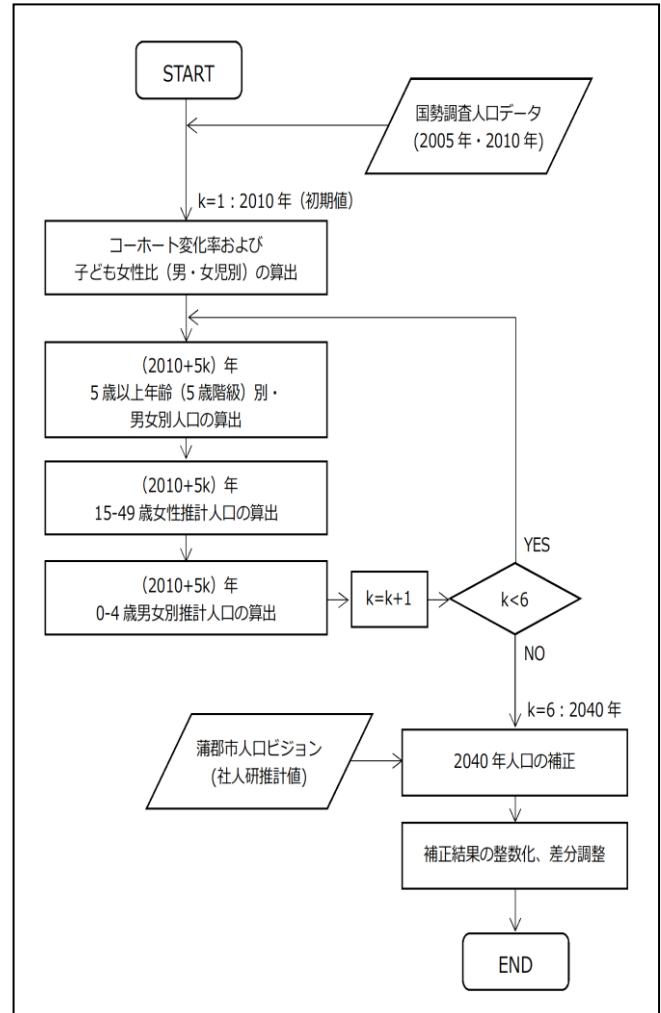 START
国勢調査人口データ
(2005 年・2010 年)
k=1 : 2010 年（初期値）
コーホート変化率および
子ども女性比（男・女児別）の算出
（2010+5k）年
5 歳以上年齢（5 歳階級）別・
男女別人口の算出
（2010+5k）年
15-49 歳女性推計人口の算出
（2010+5k）年
0-4 歳男女別推計人口の算出
k=k+1
k<6
YES
NO
k=6 : 2040 年
蒲郡市人口ビジョン
(社人研推計値)
2040 年人口の補正
補正結果の整数化、差分調整
END